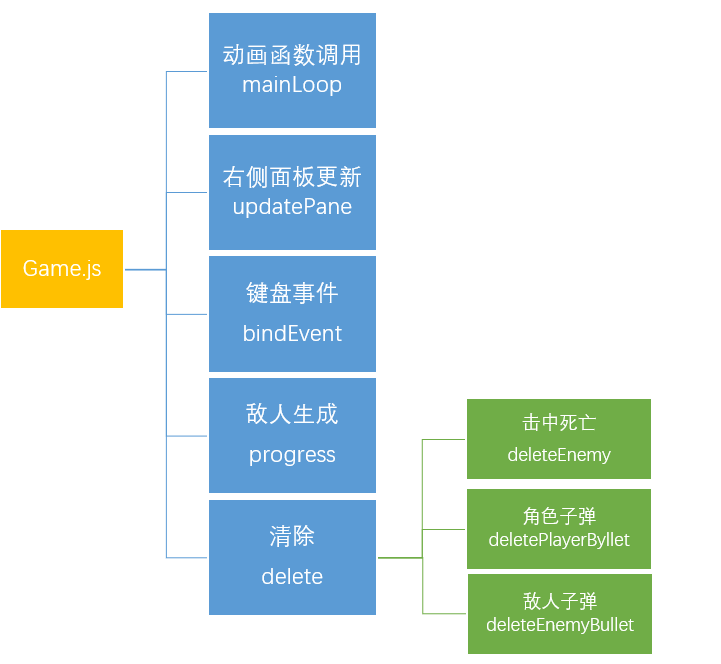 Game.js
动画函数调用
mainLoop
右侧面板更新
updatePane
键盘事件
bindEvent
敌人生成
progress
清除
delete
击中死亡
deleteEnemy
角色子弹
deletePlayerByllet
敌人子弹
deleteEnemyBullet